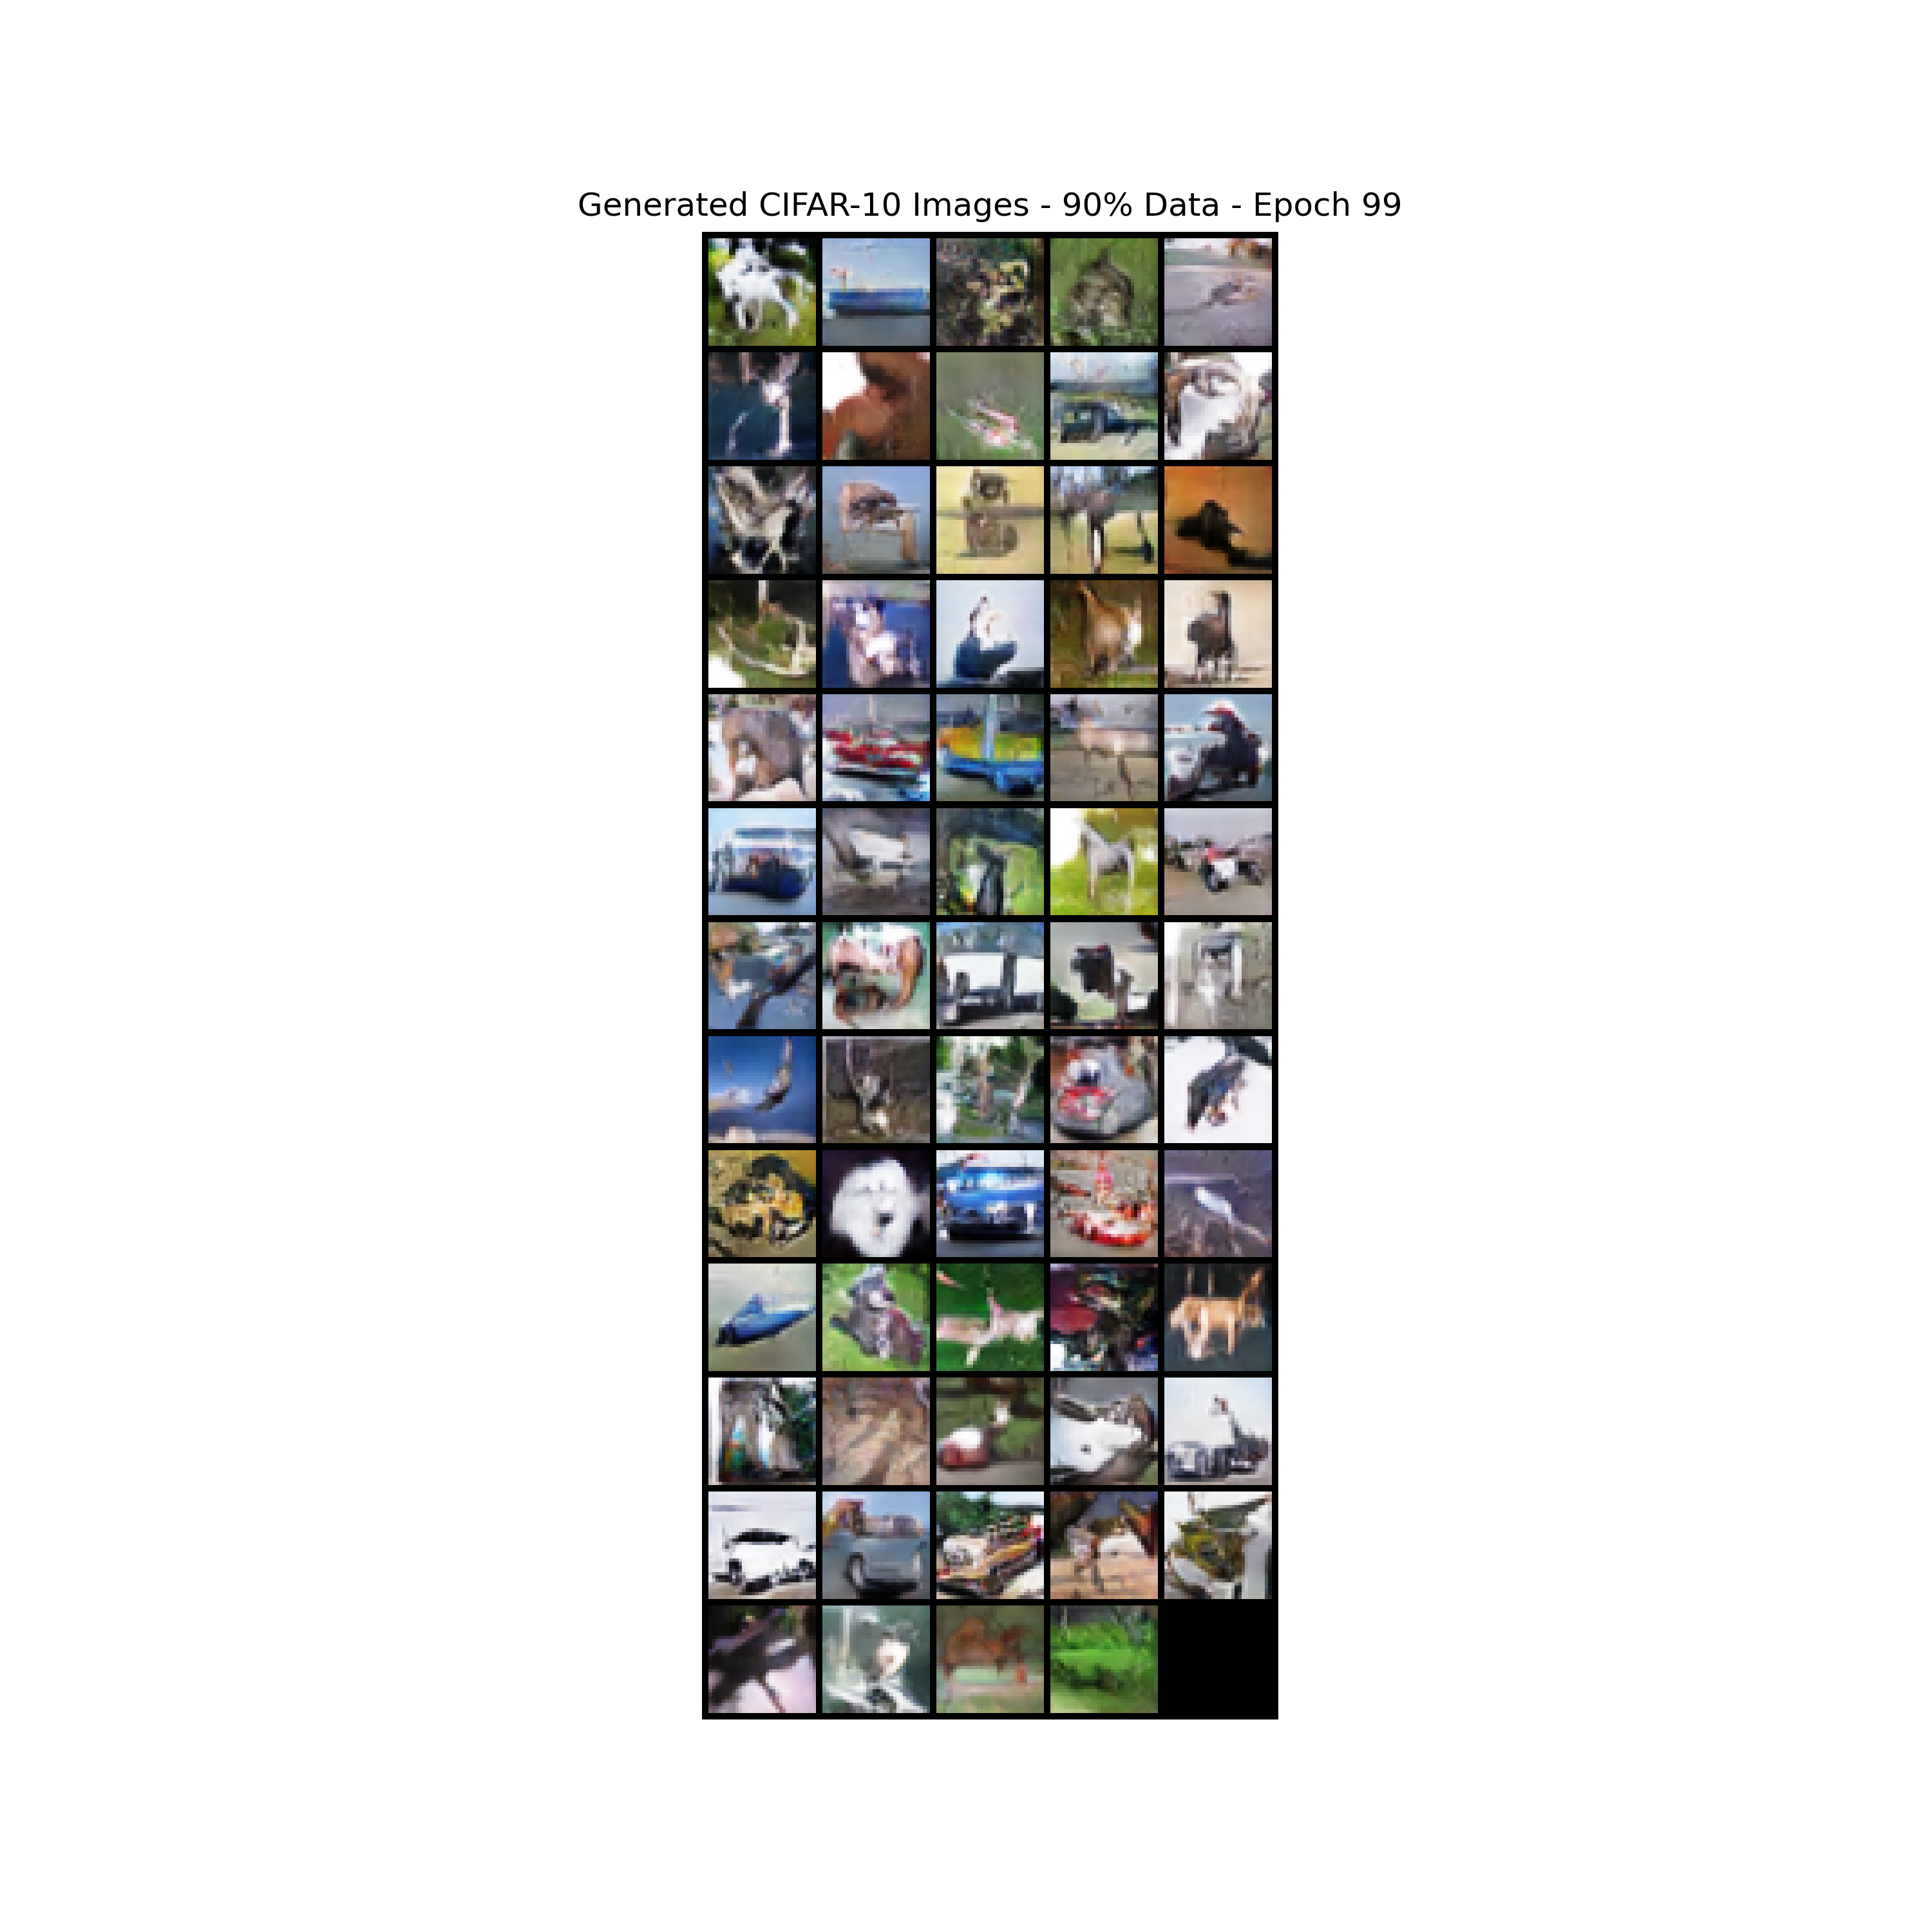 Generated CIFAR-10 Images - 90% Data - Epoch 99